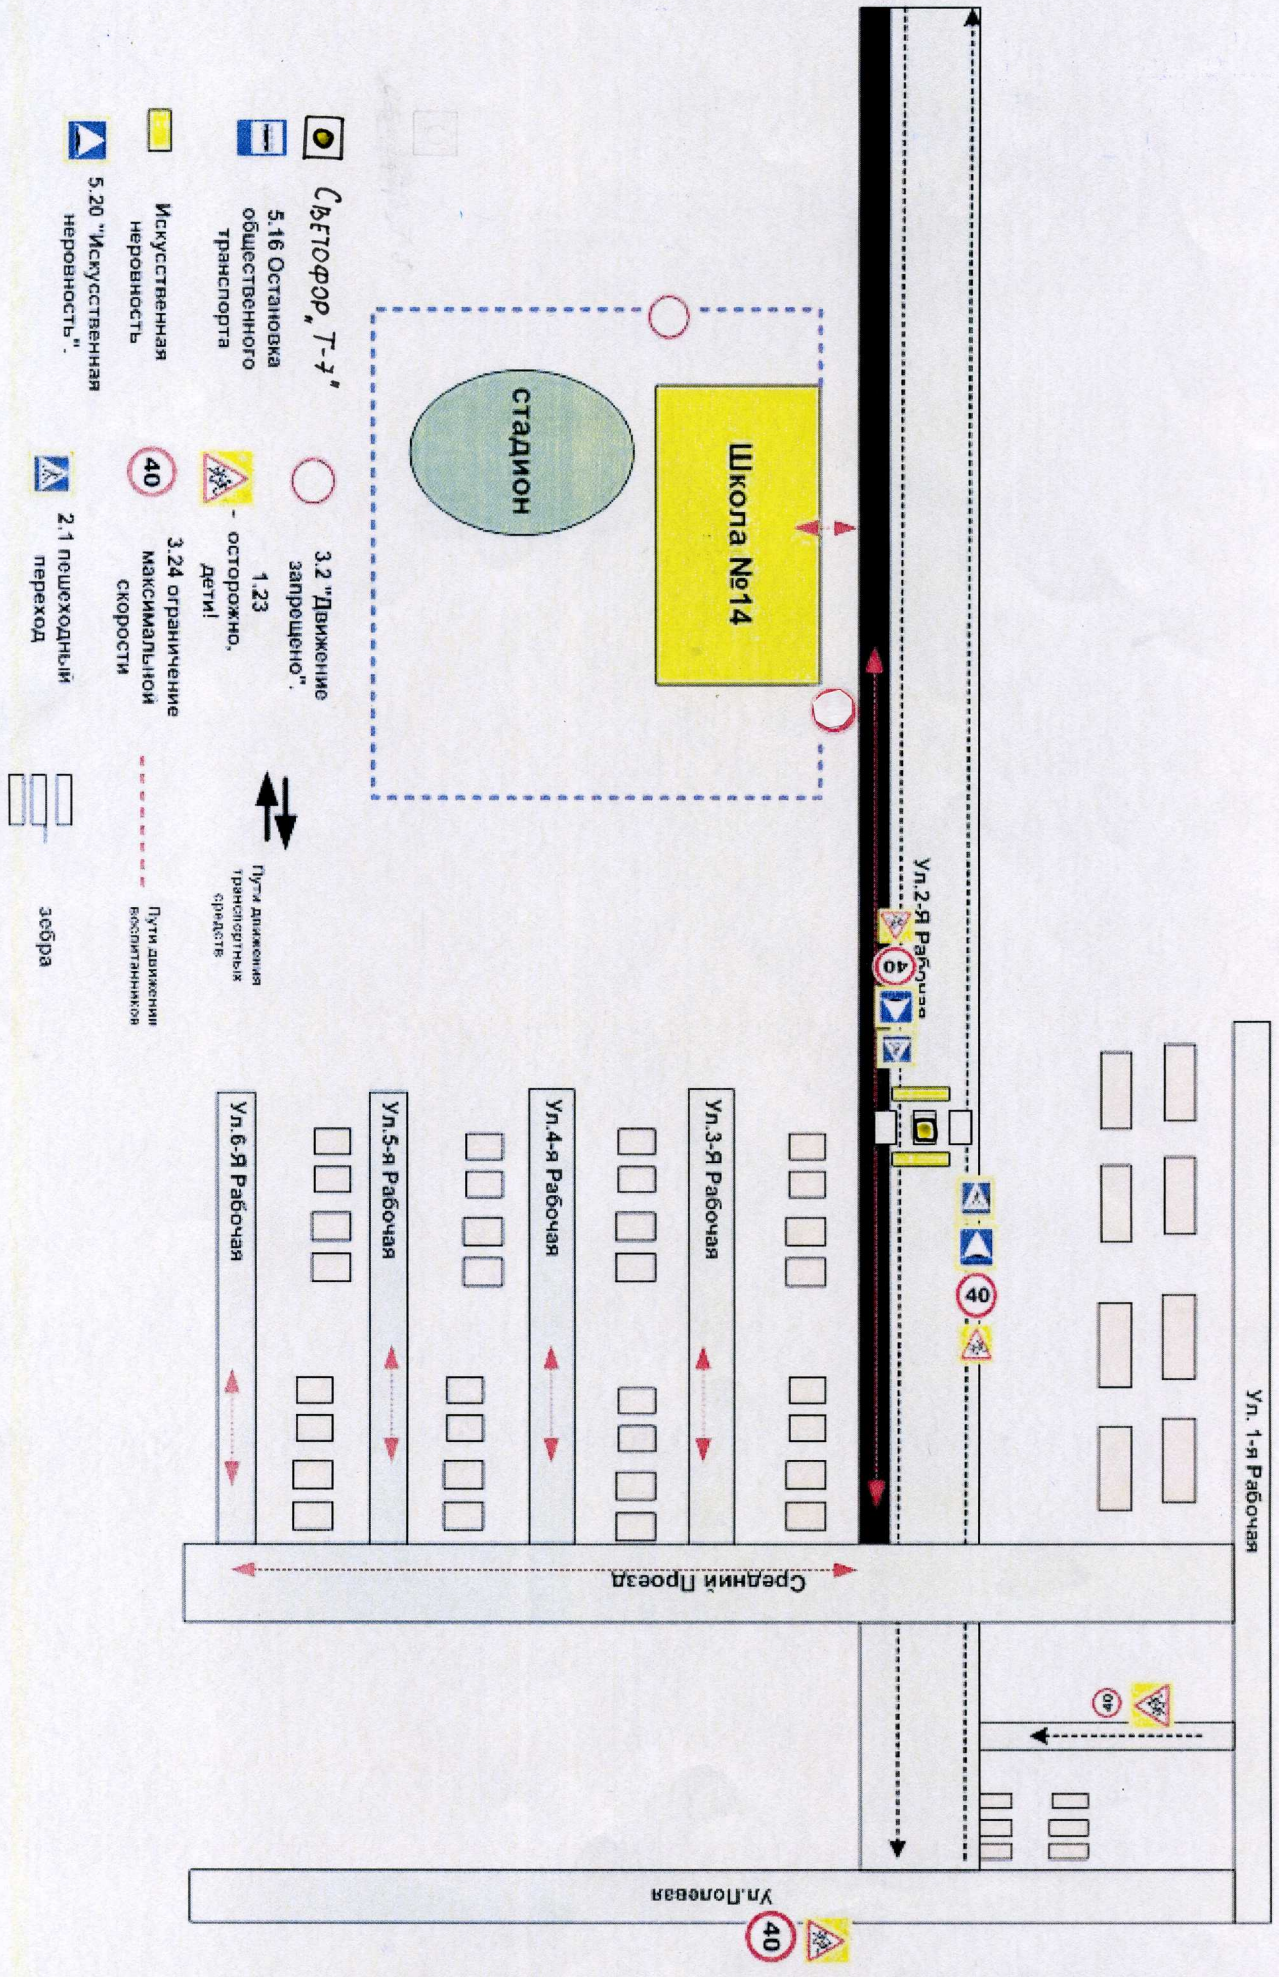 Ул. 1-я Рабочая
Ул.2-Я Рабочая
40
40
40
40
Школа №14
стадион
Ул.3-Я Рабочая
Ул.4-я Рабочая
Ул.5-я Рабочая
Ул.6-Я Рабочая
Средний Проезд
Ул.Полевая
Светофор „Т-7"
5.16 Остановка
общественного
транспорта
Искусственная
неровность
5.20 "Искусственная
неровность".
3.2 "Движение
запрещено".
1.23
- осторожно,
дети!
40
3.24 ограничение
максимальной
скорости
2.1 пешеходный
переход
Пути движения
транспортных
средств
Пути движения
воспитанников
зебра